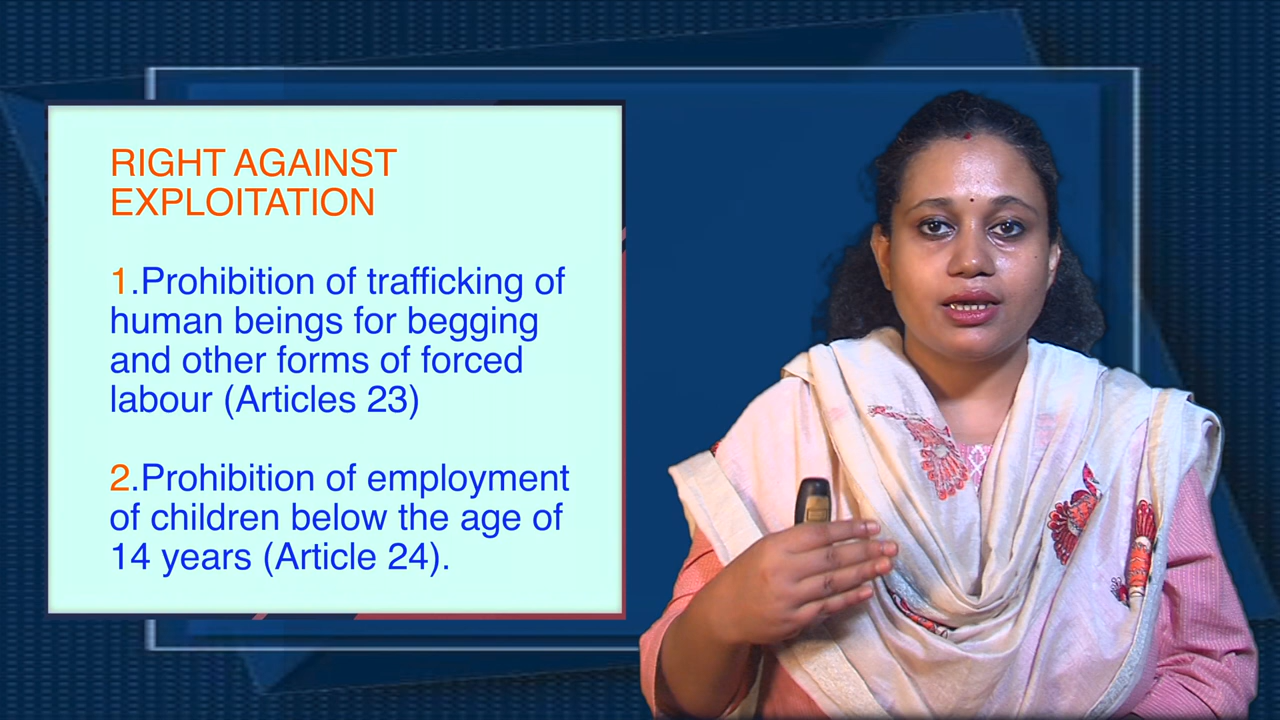 RIGHT AGAINST
EXPLOITATION
1.Prohibition of trafficking of
human beings for begging
and other forms of forced
labour (Articles 23)
2.Prohibition of employment
of children below the age of
14 years (Article 24).